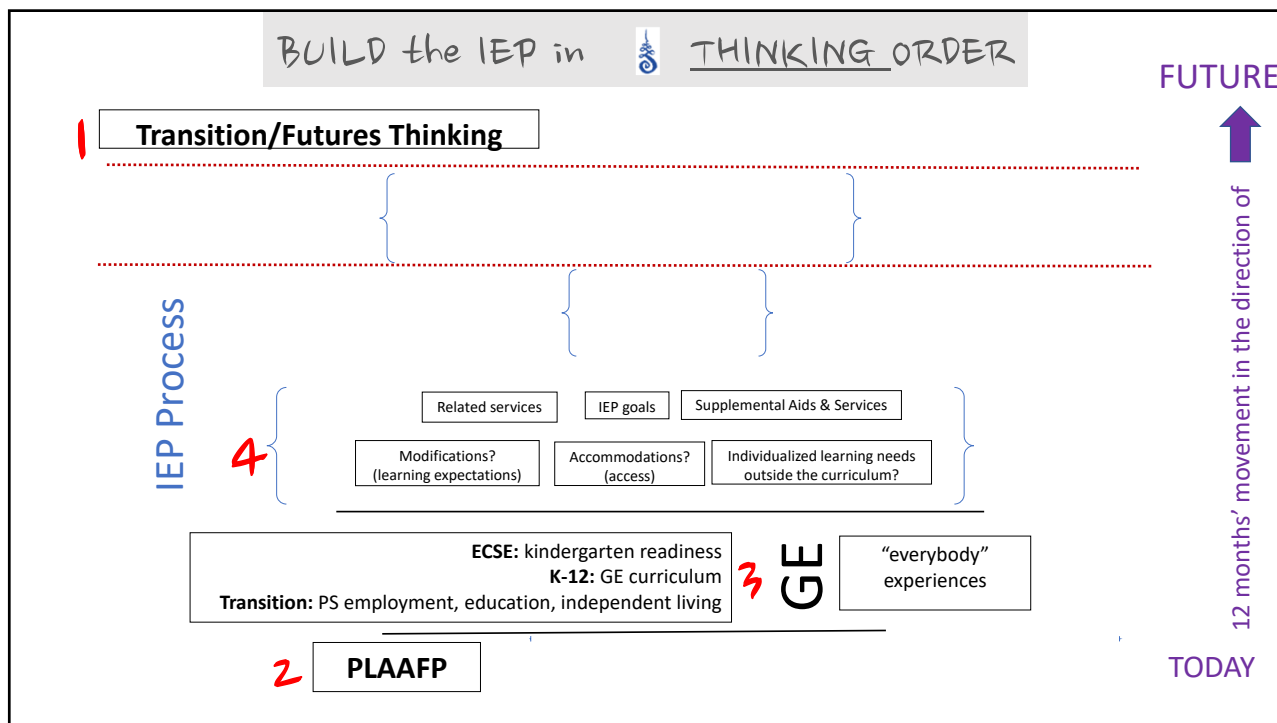 BUILD the IEP in THINKING ORDER
FUTURE
1 Transition/Futures Thinking
IEP Process
12 months' movement in the direction of
Related services
IEP goals
Supplemental Aids & Services
4
Modifications?
(learning expectations)
Accommodations?
(access)
Individualized learning needs
outside the curriculum?
ECSE: kindergarten readiness
K-12: GE curriculum
Transition: PS employment, education, independent living
3
GE
“everybody”
experiences
2 PLAAFP
TODAY